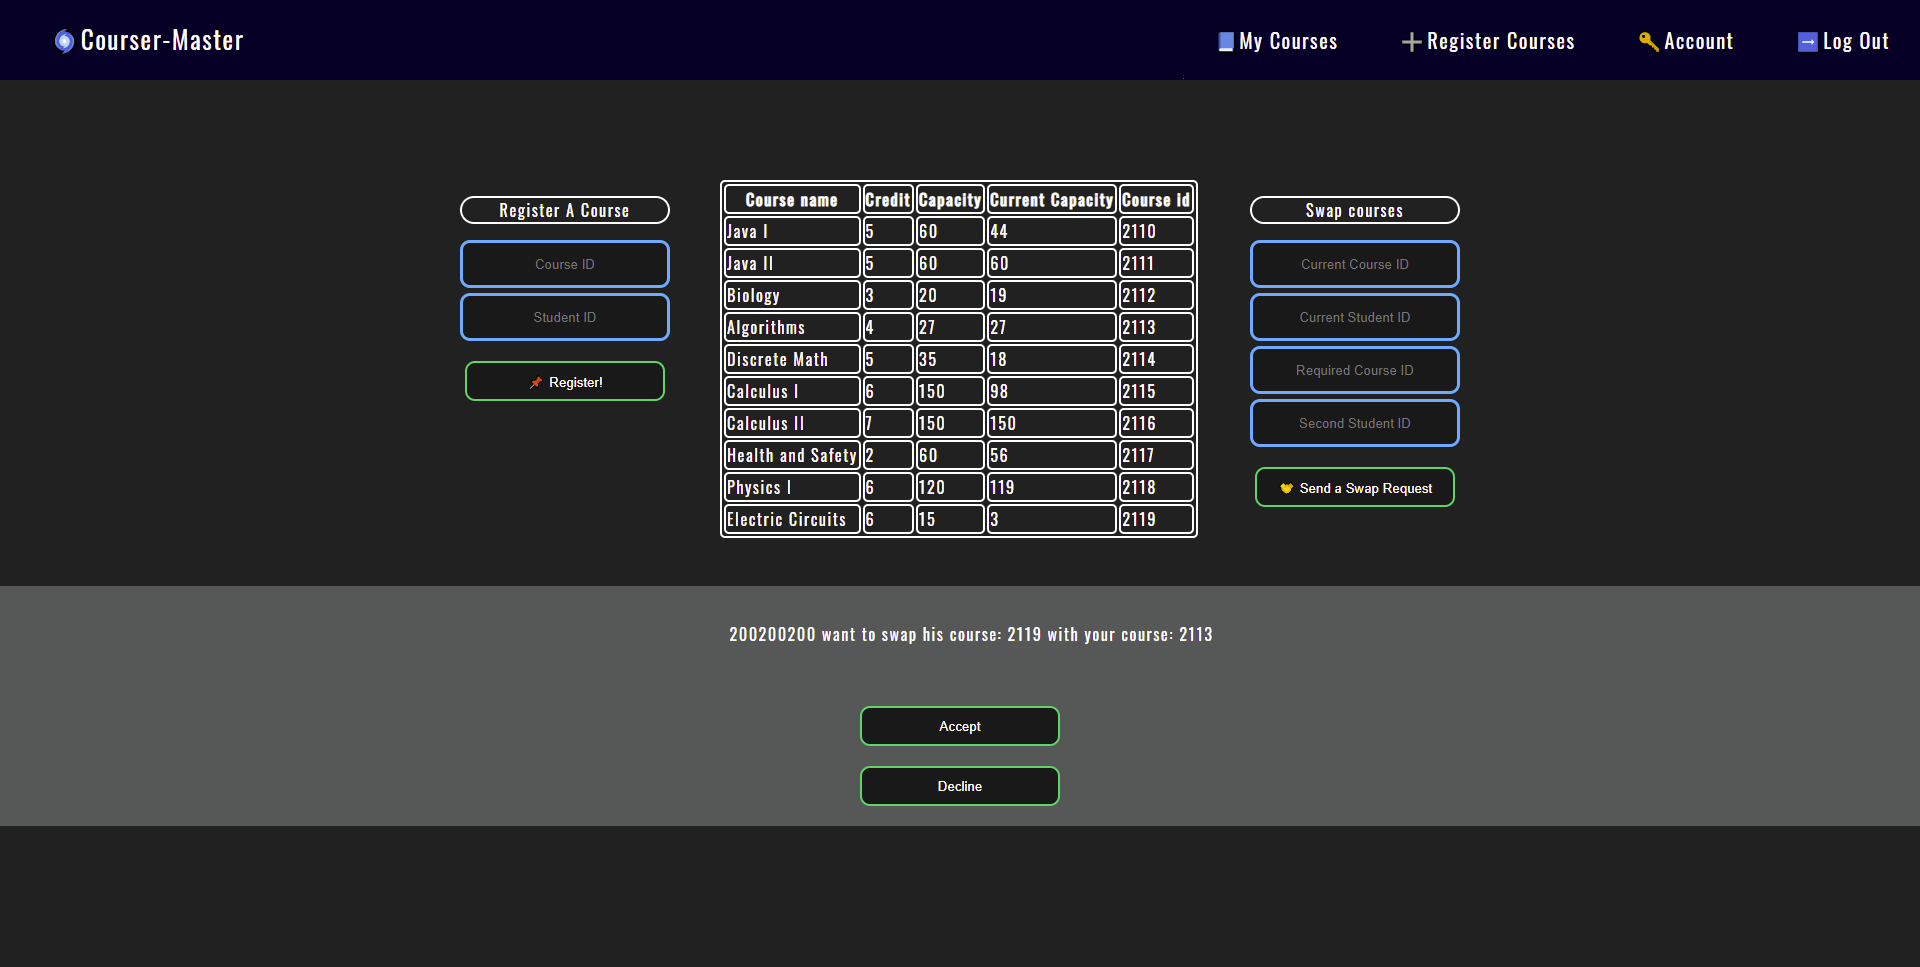 Courser-Master
My Courses
Register Courses
Account
Log Out
Register A Course
Course ID
Student ID
Register!
Course name Credit Capacity Current Capacity Course id
Java I 5 60 44 2110
Java II 5 60 60 2111
Biology 3 20 19 2112
Algorithms 4 27 27 2113
Discrete Math 5 35 18 2114
Calculus I 6 150 98 2115
Calculus II 7 150 150 2116
Health and Safety 2 60 56 2117
Physics I 6 120 119 2118
Electric Circuits 6 15 3 2119
Swap courses
Current Course ID
Current Student ID
Required Course ID
Second Student ID
Send a Swap Request
200200200 want to swap his course: 2119 with your course: 2113
Accept
Decline